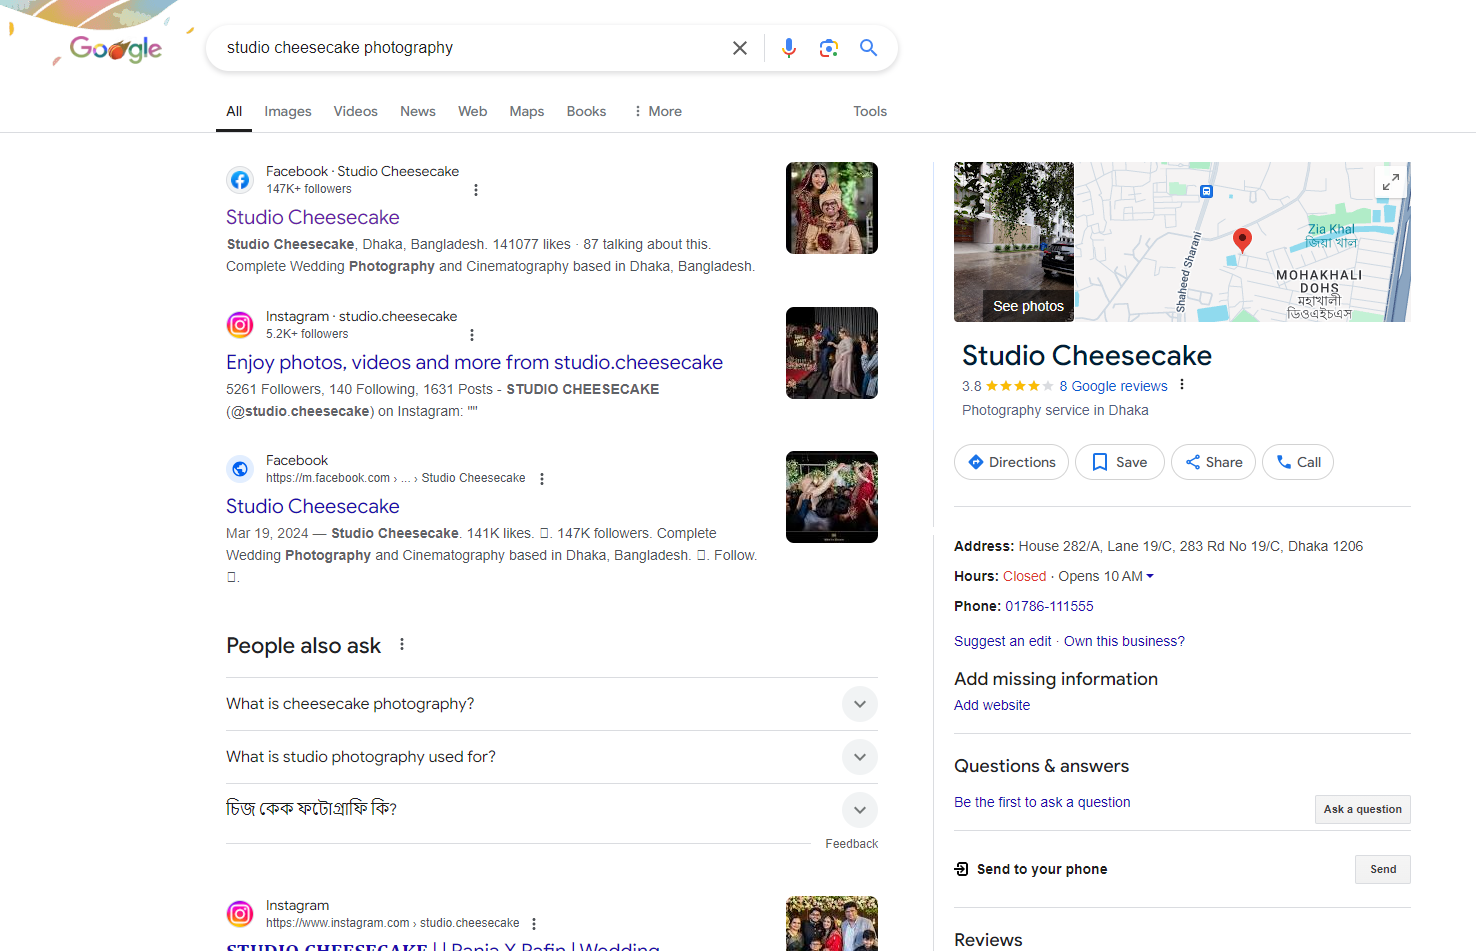 Google
studio cheesecake photography
All Images Videos News Web Maps Books More Tools
Facebook · Studio Cheesecake
147K+ followers
Studio Cheesecake
Studio Cheesecake, Dhaka, Bangladesh. 141077 likes · 87 talking about this.
Complete Wedding Photography and Cinematography based in Dhaka, Bangladesh.
Instagram · studio.cheesecake
5.2K+ followers
Enjoy photos, videos and more from studio.cheesecake
5261 Followers, 140 Following, 1631 Posts - STUDIO CHEESECAKE
(@studio.cheesecake) on Instagram: ""
Facebook
https://m.facebook.com › ... › Studio Cheesecake
Studio Cheesecake
Mar 19, 2024 — Studio Cheesecake. 141K likes. . 147K followers. Complete
Wedding Photography and Cinematography based in Dhaka, Bangladesh. . Follow.
.
People also ask
What is cheesecake photography?
What is studio photography used for?
চিজ কেক ফটোগ্রাফি কি?
Feedback
Instagram
https://www.instagram.com › studio.cheesecake
STUDIO CHEESECAKE | | Rania X Rafin | Wedding
See photos
Shaheed Sharani
Zia Khal
জিয়া খাল
MOHAKHALI
DOHS
মহাখালী
ডিওএইচএস
Studio Cheesecake
3.8 8 Google reviews
Photography service in Dhaka
Directions Save Share Call
Address: House 282/A, Lane 19/C, 283 Rd No 19/C, Dhaka 1206
Hours: Closed · Opens 10 AM
Phone: 01786-111555
Suggest an edit · Own this business?
Add missing information
Add website
Questions & answers
Be the first to ask a question
Ask a question
Send to your phone
Send
Reviews